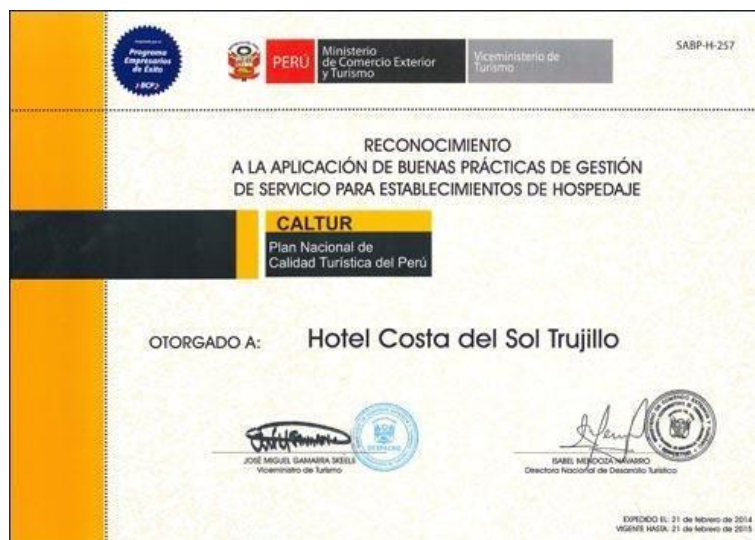 Programa
Empresarios
de Éxito
BCP
PERÚ
Ministerio
de Comercio Exterior
y Turismo
Viceministerio de
Turismo
SABP-H-257
RECONOCIMIENTO
A LA APLICACIÓN DE BUENAS PRÁCTICAS DE GESTIÓN
DE SERVICIO PARA ESTABLECIMIENTOS DE HOSPEDAJE
CALTUR
Plan Nacional de
Calidad Turística del Perú
OTORGADO A: Hotel Costa del Sol Trujillo
DESPACHO
JOSÉ MIGUEL GAMARRA SKEELS
Viceministro de Turismo
ISABEL MENDOZA NAVARRO
Directora Nacional de Desarrollo Turístico
EXPEDIDO EL: 21 de febrero de 2014
VIGENTE HASTA: 21 de febrero de 2015